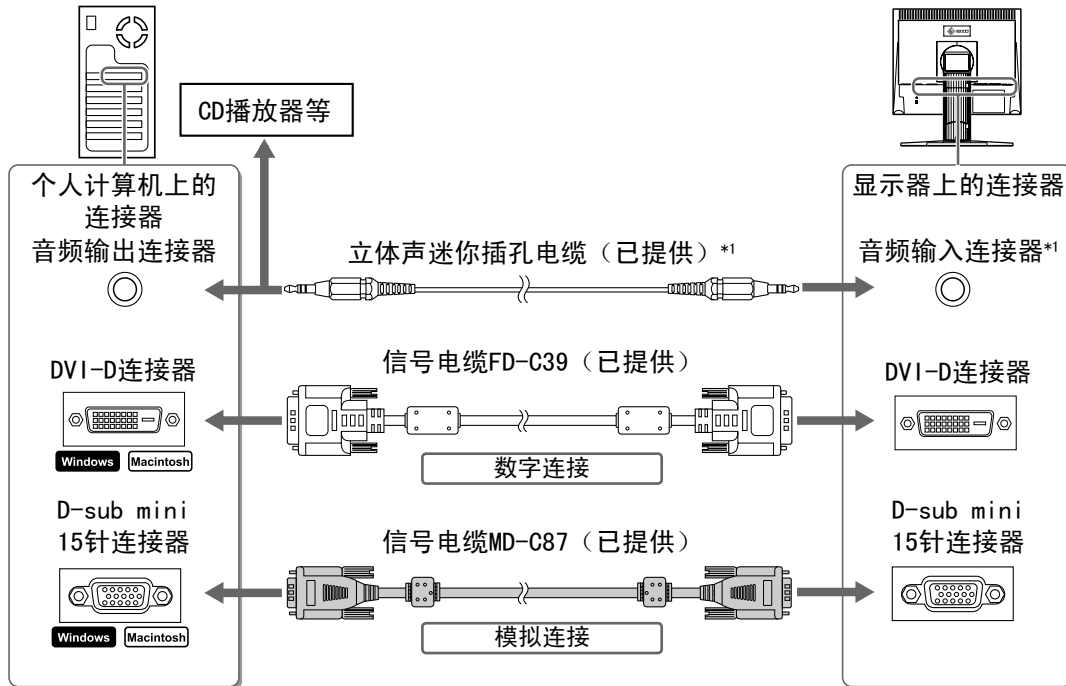 EIZO
CD播放器等
个人计算机上的
连接器
显示器上的连接器
音频输出连接器
立体声迷你插孔电缆（已提供）*1
音频输入连接器*1
DVI-D连接器
信号电缆FD-C39（已提供）
DVI-D连接器
Windows Macintosh
数字连接
D-sub mini
15针连接器
信号电缆MD-C87（已提供）
D-sub mini
15针连接器
Windows Macintosh
模拟连接